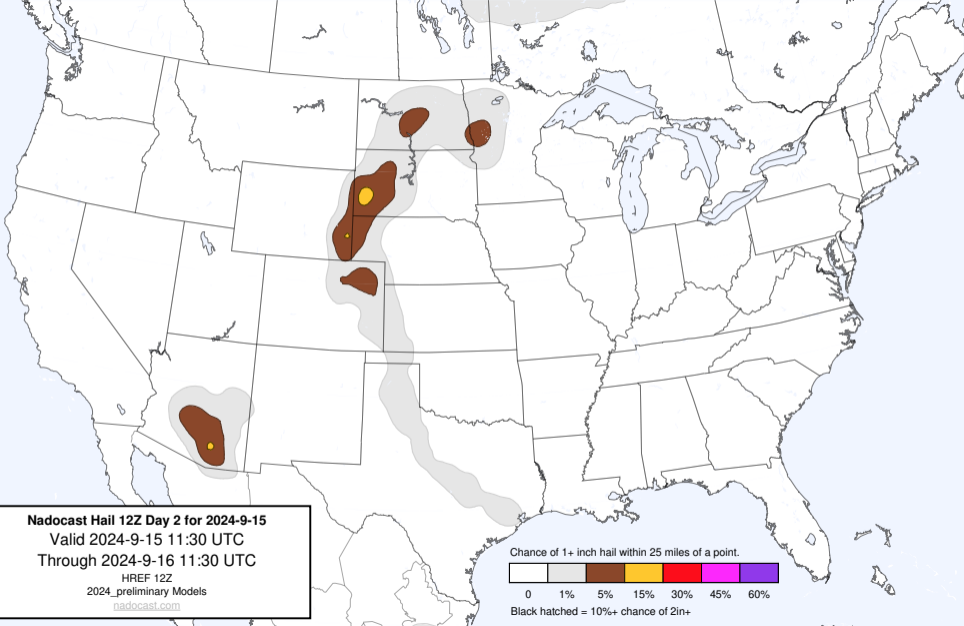 Nadocast Hail 12Z Day 2 for 2024-9-15
Valid 2024-9-15 11:30 UTC
Through 2024-9-16 11:30 UTC
HREF 12Z
2024_preliminary Models
nadocast.com
Chance of 1+ inch hail within 25 miles of a point.
0 1% 5% 15% 30% 45% 60%
Black hatched = 10%+ chance of 2in+